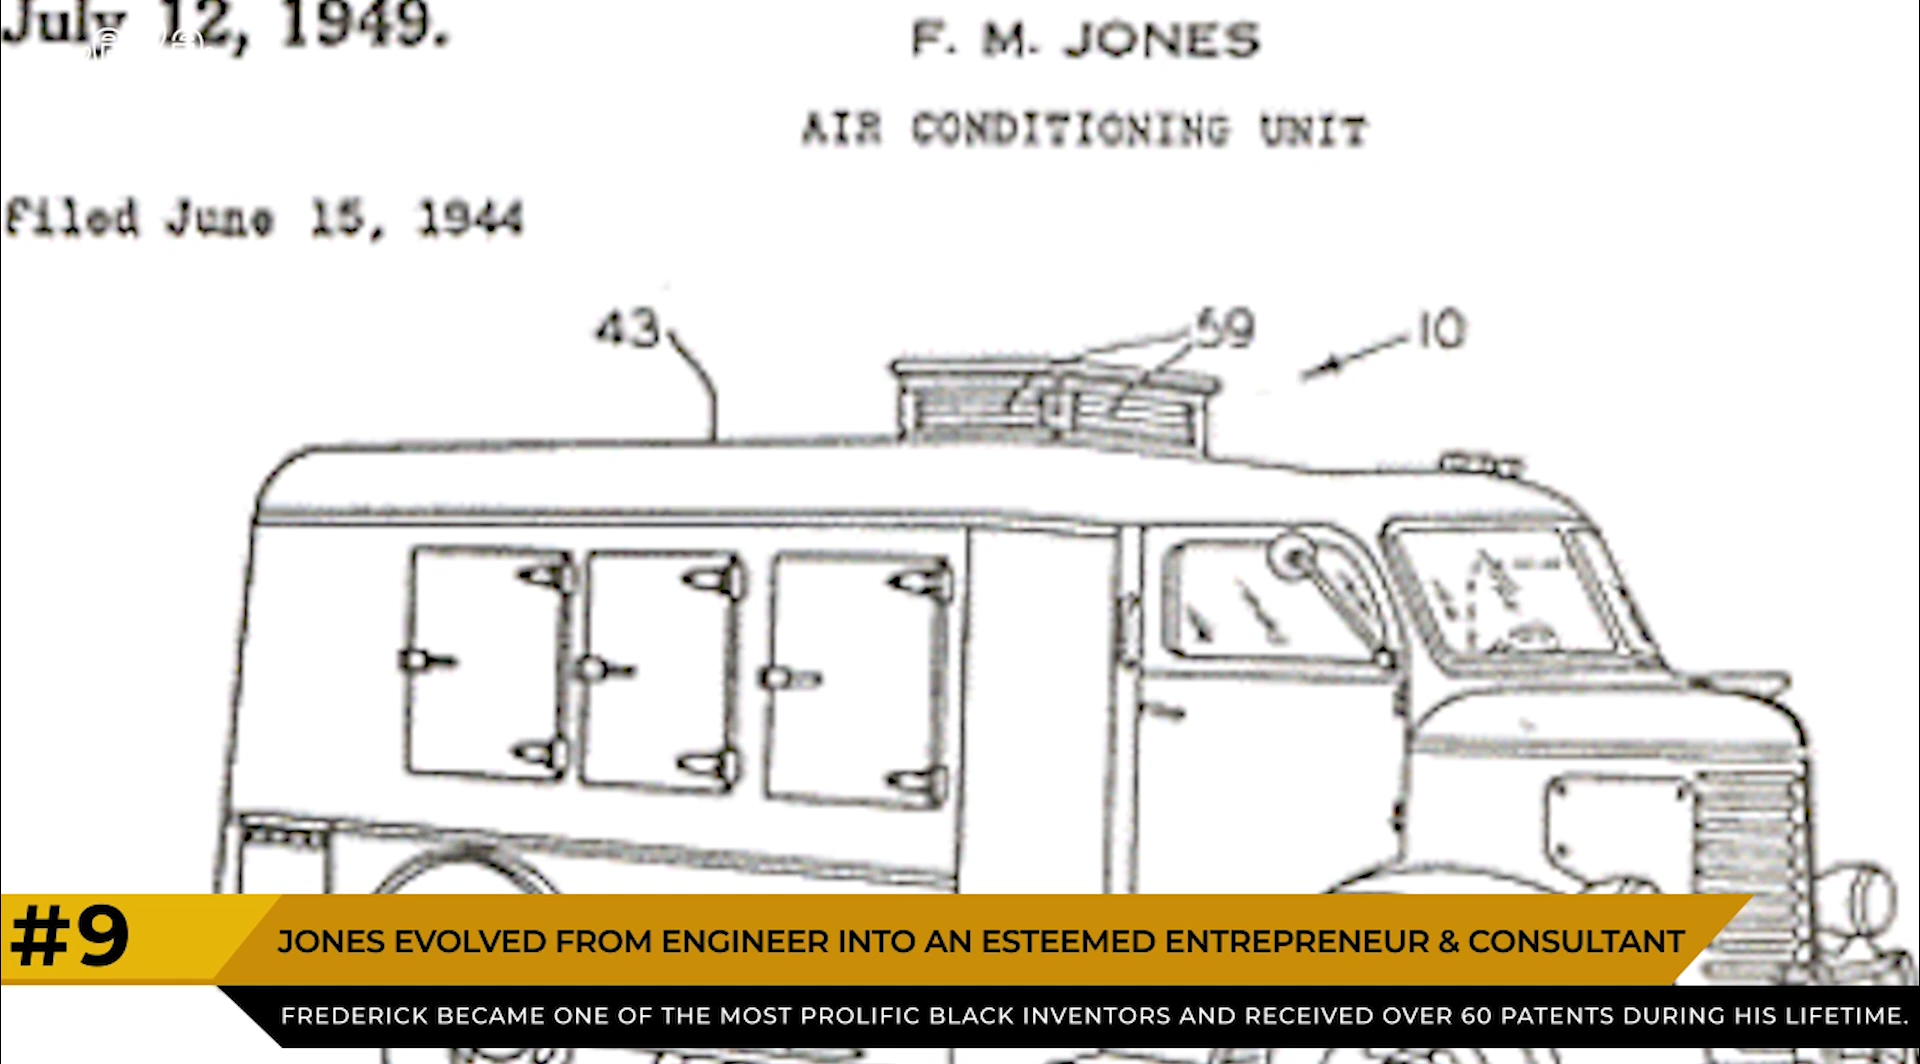 July 12, 1949.
F. M. JONES
AIR CONDITIONING UNIT
Filed June 15, 1944
43
59
10
#9
JONES EVOLVED FROM ENGINEER INTO AN ESTEEMED ENTREPRENEUR & CONSULTANT
FREDERICK BECAME ONE OF THE MOST PROLIFIC BLACK INVENTORS AND RECEIVED OVER 60 PATENTS DURING HIS LIFETIME.